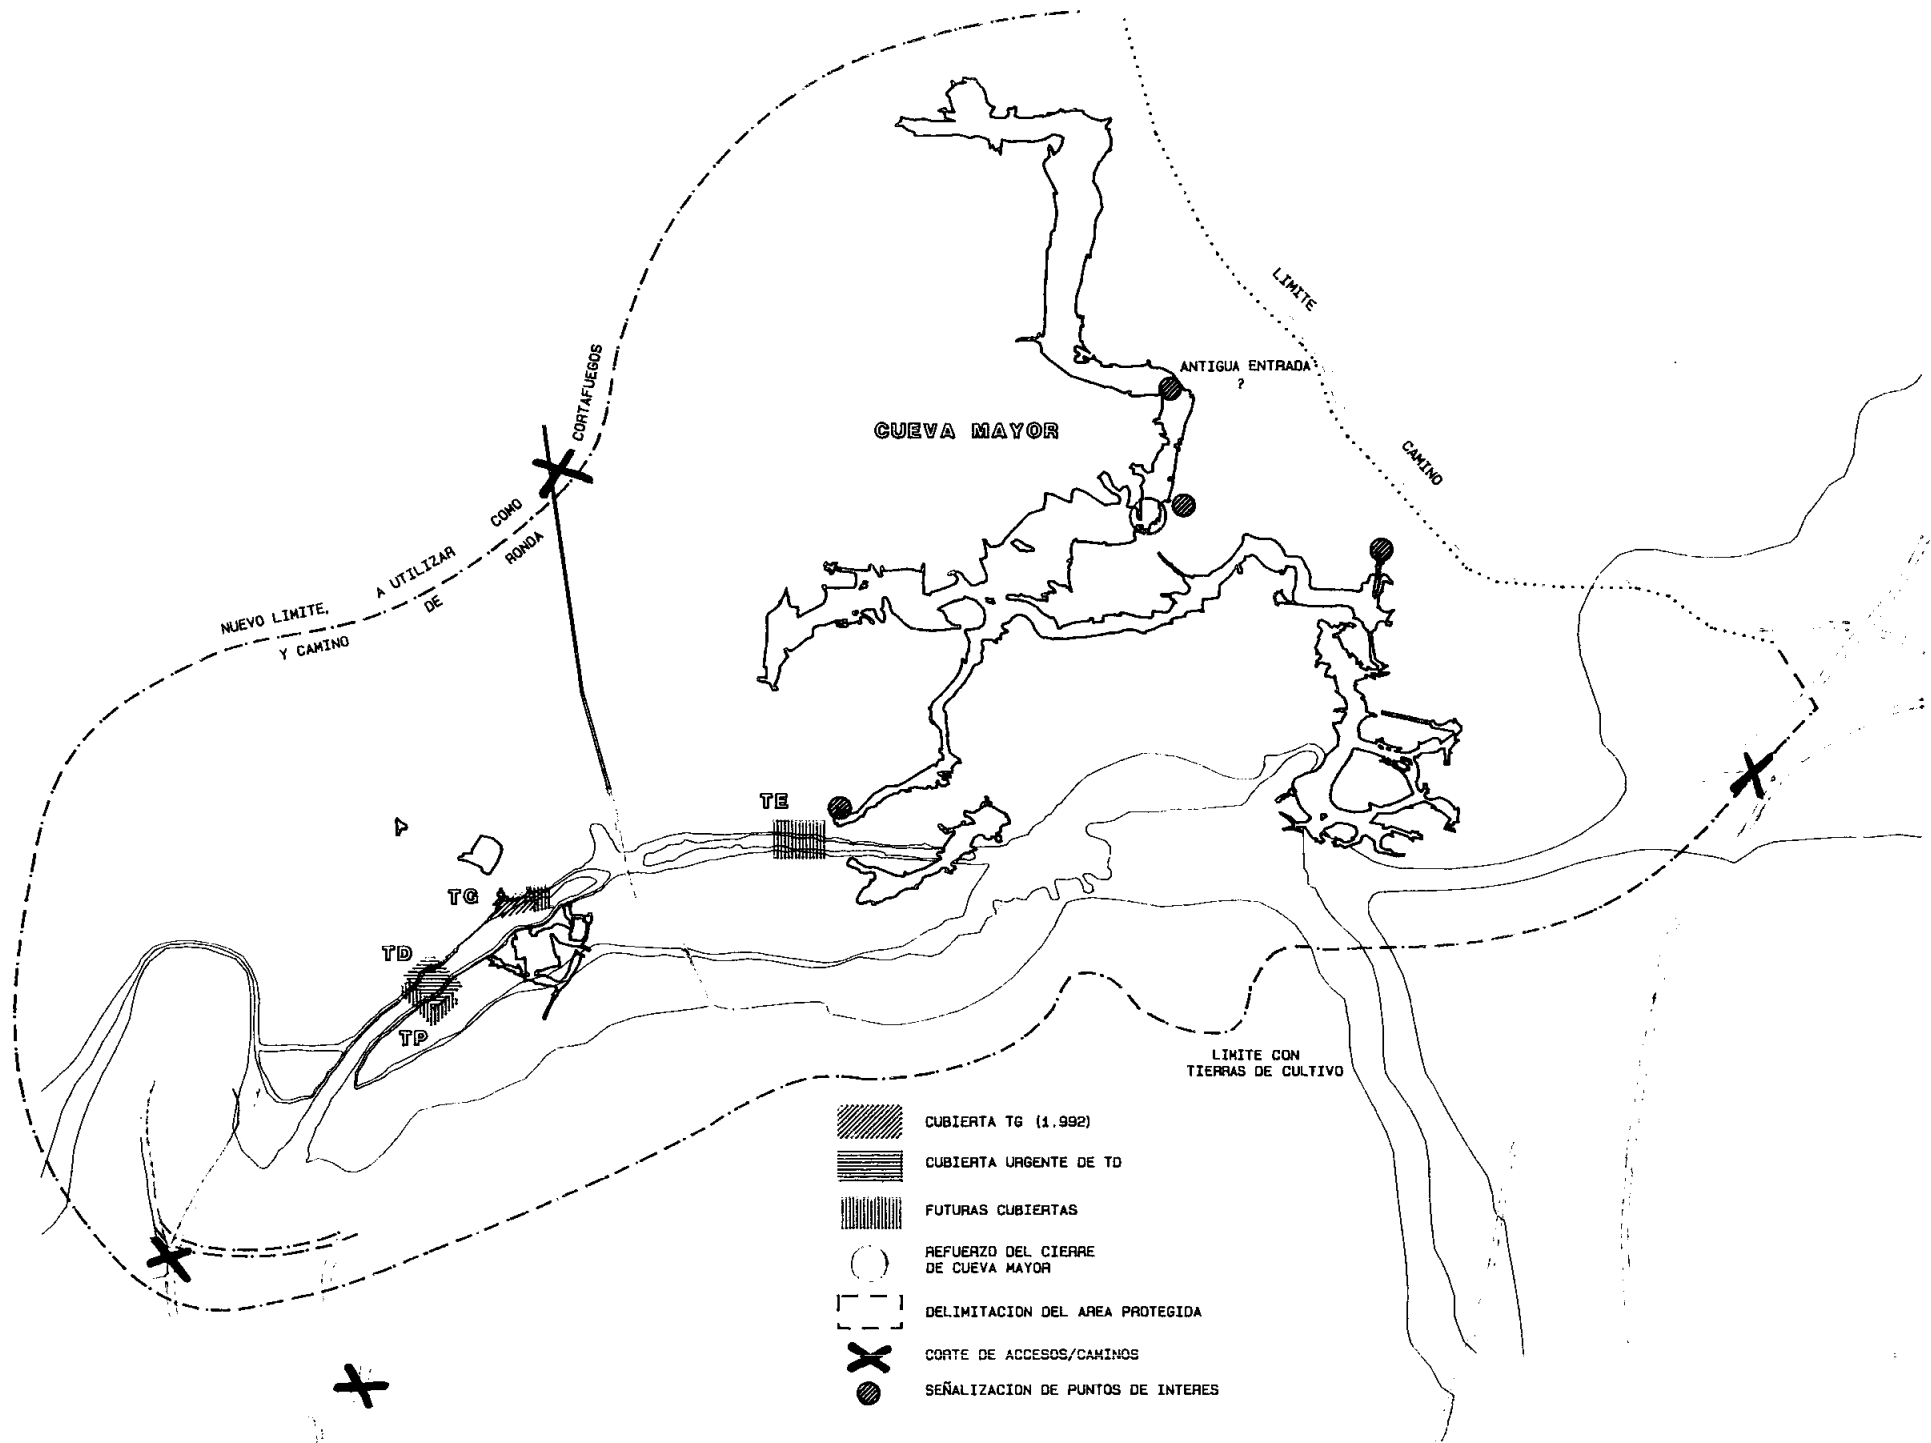 LIMITE
CAMINO
ANTIGUA ENTRADA
?
CUEVA MAYOR
CORTAFUEGOS
COMO
RONDA
A UTILIZAR
DE
NUEVO LIMITE,
Y CAMINO
TE
TG
TD
TP
LIMITE CON
TIERRAS DE CULTIVO
CUBIERTA TG (1.992)
CUBIERTA URGENTE DE TD
FUTURAS CUBIERTAS
REFUERZO DEL CIERRE
DE CUEVA MAYOR
DELIMITACION DEL AREA PROTEGIDA
CORTE DE ACCESOS/CAMINOS
SEÑALIZACION DE PUNTOS DE INTERES